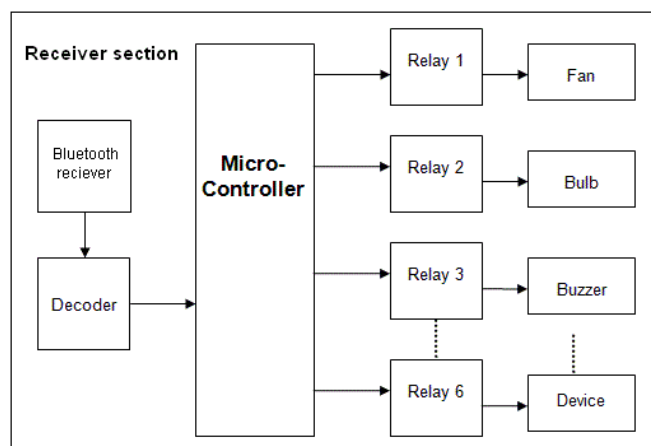 Receiver section
Bluetooth
reciever
Decoder
Micro-
Controller
Relay 1
Fan
Relay 2
Bulb
Relay 3
Buzzer
Relay 6
Device